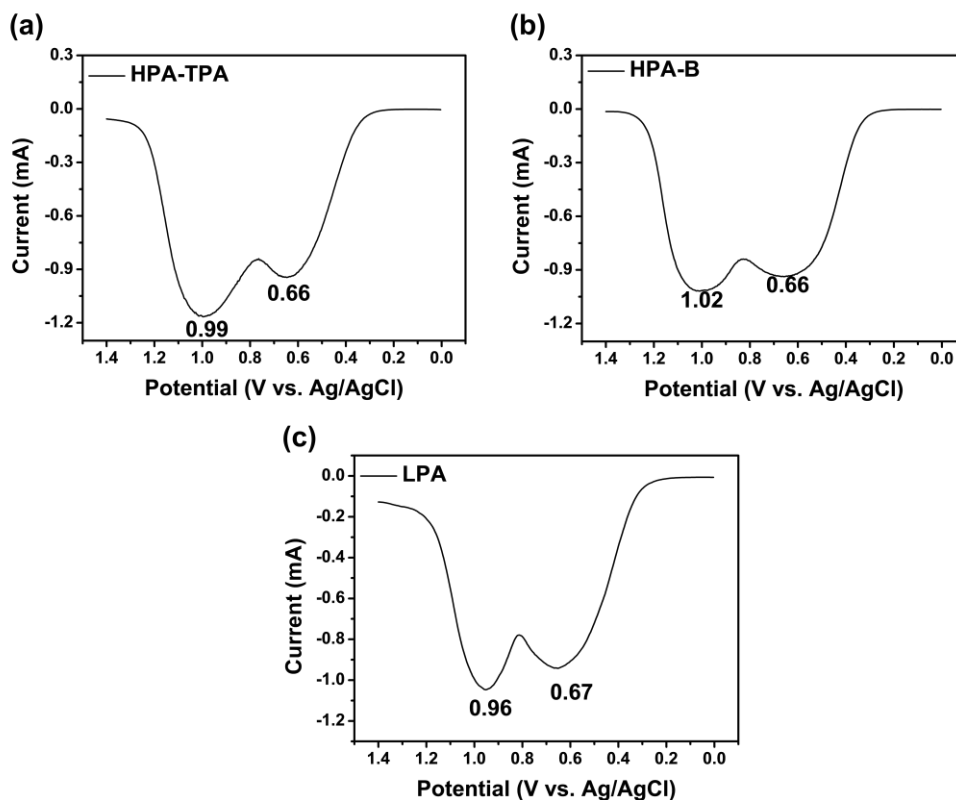 (a)
HPA-TPA
0.3
0.0
-0.3
-0.6
-0.9
-1.2
Current (mA)
0.66
0.99
1.4 1.2 1.0 0.8 0.6 0.4 0.2 0.0
Potential (V vs. Ag/AgCl)
(b)
HPA-B
0.3
0.0
-0.3
-0.6
-0.9
-1.2
Current (mA)
1.02 0.66
1.4 1.2 1.0 0.8 0.6 0.4 0.2 0.0
Potential (V vs. Ag/AgCl)
(c)
LPA
0.0
-0.2
-0.4
-0.6
-0.8
-1.0
-1.2
Current (mA)
0.96 0.67
1.4 1.2 1.0 0.8 0.6 0.4 0.2 0.0
Potential (V vs. Ag/AgCl)